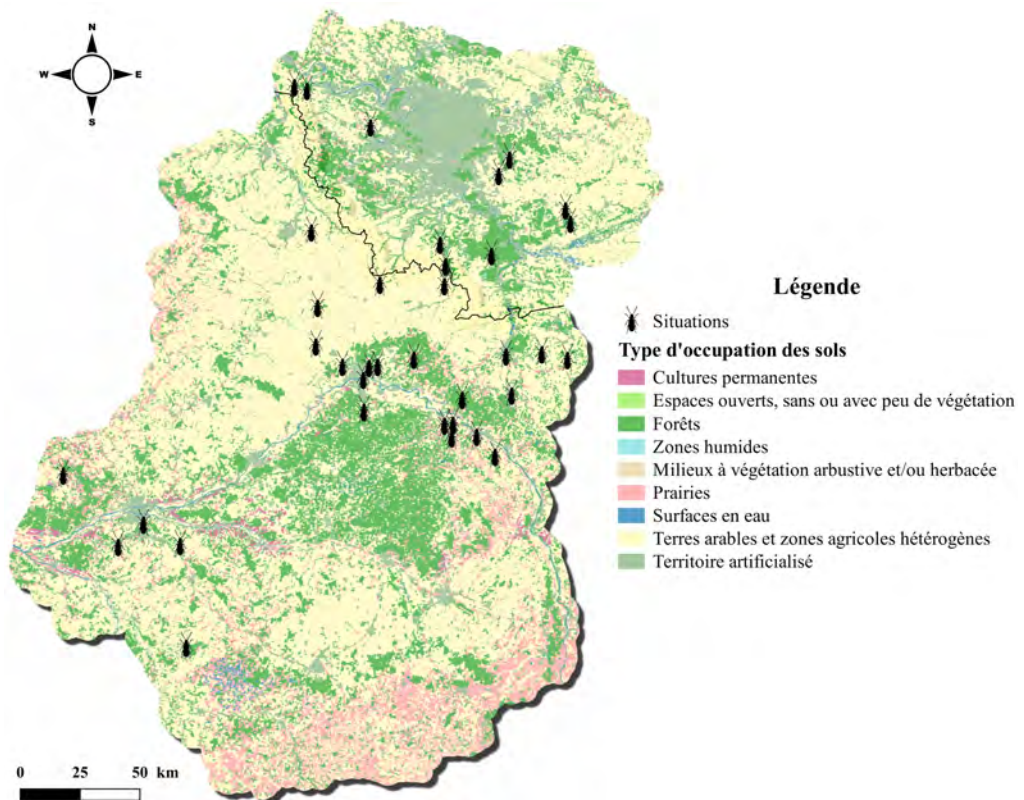 N
W E
S
Légende
Situations
Type d'occupation des sols
Cultures permanentes
Espaces ouverts, sans ou avec peu de végétation
Forêts
Zones humides
Milieux à végétation arbustive et/ou herbacée
Prairies
Surfaces en eau
Terres arables et zones agricoles hétérogènes
Territoire artificialisé
0 25 50 km